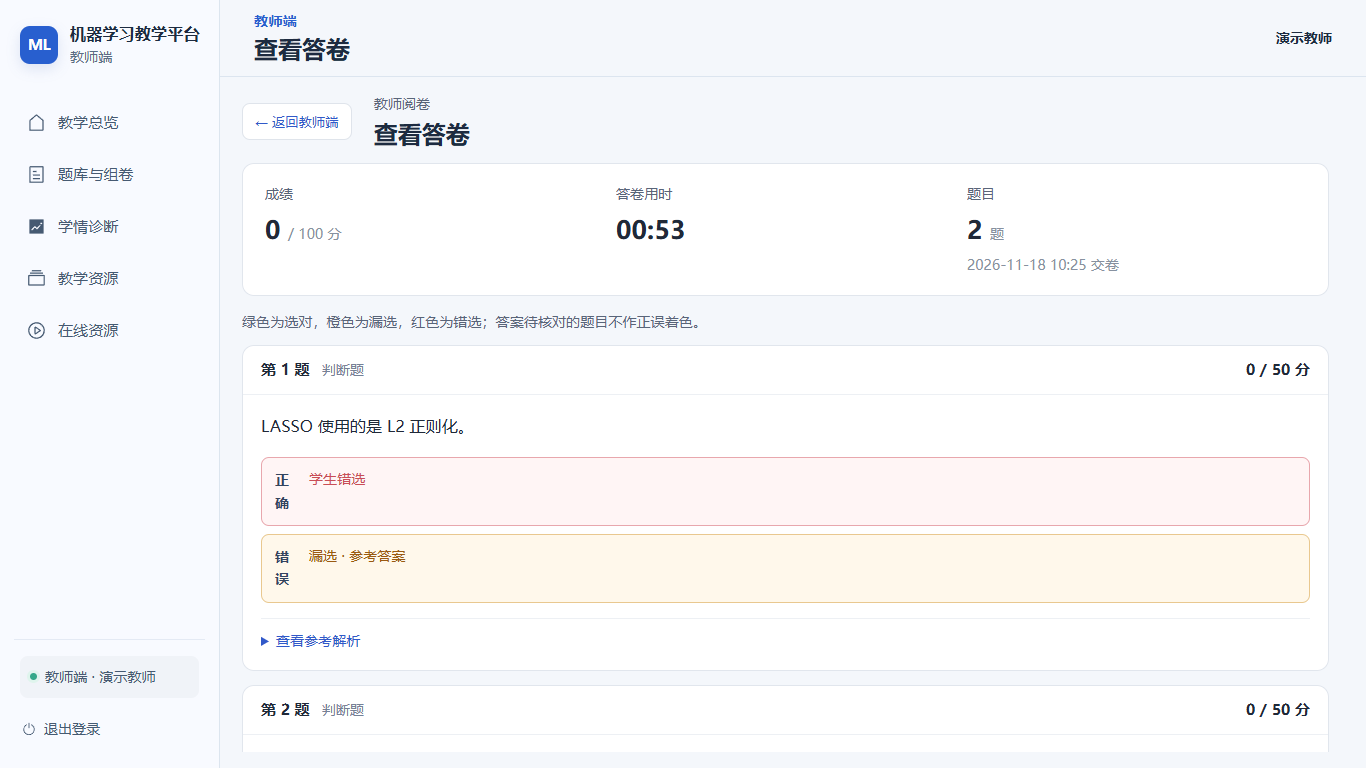 ML
机器学习教学平台
教师端
教学总览
题库与组卷
学情诊断
教学资源
在线资源
教师端 · 演示教师
退出登录
教师端
查看答卷
演示教师
← 返回教师端
教师阅卷
查看答卷
成绩
0 / 100 分
答卷用时
00:53
题目
2 题
2026-11-18 10:25 交卷
绿色为选对，橙色为漏选，红色为错选；答案待核对的题目不作正误着色。
第 1 题 判断题
0 / 50 分
LASSO 使用的是 L2 正则化。
正确
学生错选
错误
漏选 · 参考答案
查看参考解析
第 2 题 判断题
0 / 50 分